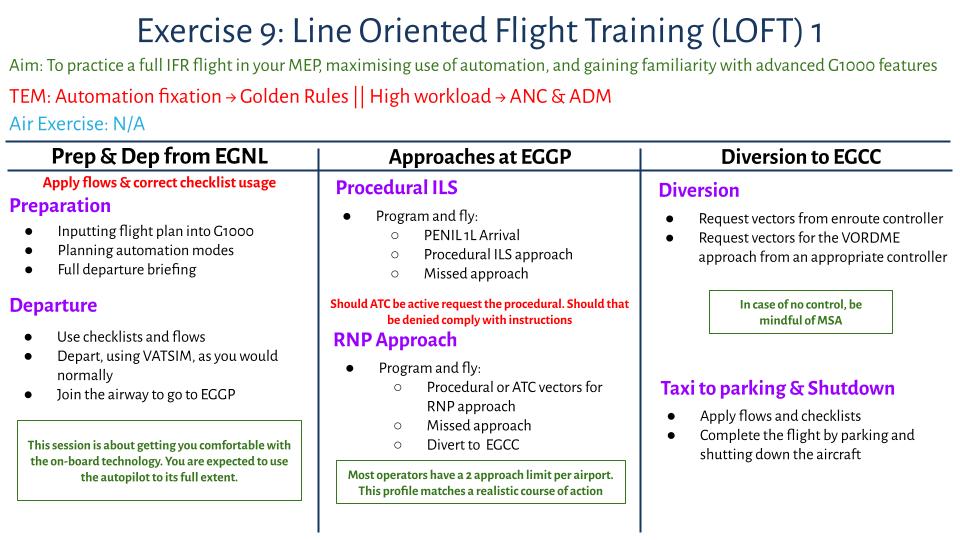 Exercise 9: Line Oriented Flight Training (LOFT) 1
Aim: To practice a full IFR flight in your MEP, maximising use of automation, and gaining familiarity with advanced G1000 features
TEM: Automation fixation → Golden Rules || High workload → ANC & ADM
Air Exercise: N/A
Prep & Dep from EGNL
Apply flows & correct checklist usage
Preparation
● Inputting flight plan into G1000
● Planning automation modes
● Full departure briefing
Departure
● Use checklists and flows
● Depart, using VATSIM, as you would
normally
● Join the airway to go to EGGP
This session is about getting you comfortable with
the on-board technology. You are expected to use
the autopilot to its full extent.
Approaches at EGGP
Procedural ILS
● Program and fly:
○ PENIL 1L Arrival
○ Procedural ILS approach
○ Missed approach
Should ATC be active request the procedural. Should that
be denied comply with instructions
RNP Approach
● Program and fly:
○ Procedural or ATC vectors for
RNP approach
○ Missed approach
○ Divert to EGCC
Most operators have a 2 approach limit per airport.
This profile matches a realistic course of action
Diversion to EGCC
Diversion
● Request vectors from enroute controller
● Request vectors for the VORDME
approach from an appropriate controller
In case of no control, be
mindful of MSA
Taxi to parking & Shutdown
● Apply flows and checklists
● Complete the flight by parking and
shutting down the aircraft